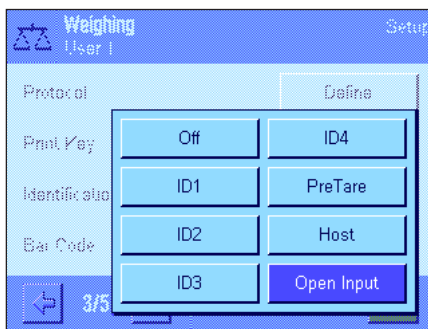 Weighing
User 1
Setup
Protocol
Define
Print Key
Identificatio
Bar Code
Off
ID4
ID1
PreTare
ID2
Host
ID3
Open Input
3/5